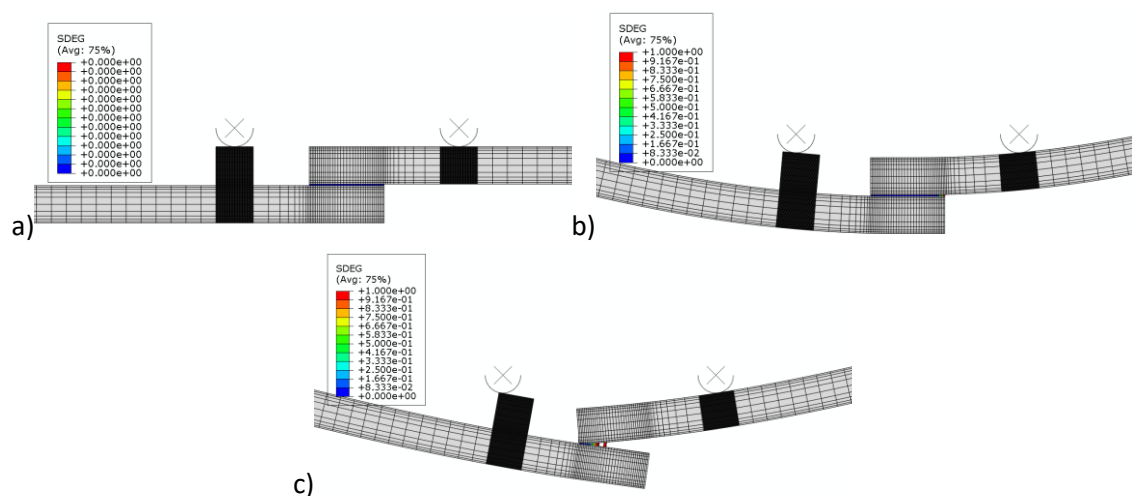 SDEG
(Avg: 75%)
+0.000e+00
+0.000e+00
+0.000e+00
+0.000e+00
+0.000e+00
+0.000e+00
+0.000e+00
+0.000e+00
+0.000e+00
+0.000e+00
+0.000e+00
+0.000e+00
+0.000e+00
a)
SDEG
(Avg: 75%)
+1.000e+00
+9.167e-01
+8.333e-01
+7.500e-01
+6.667e-01
+5.833e-01
+5.000e-01
+4.167e-01
+3.333e-01
+2.500e-01
+1.667e-01
+8.333e-02
+0.000e+00
b)
SDEG
(Avg: 75%)
+1.000e+00
+9.167e-01
+8.333e-01
+7.500e-01
+6.667e-01
+5.833e-01
+5.000e-01
+4.167e-01
+3.333e-01
+2.500e-01
+1.667e-01
+8.333e-02
+0.000e+00
c)